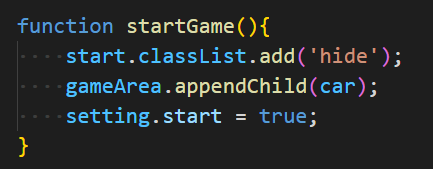 function startGame(){
    start.classList.add('hide');
    gameArea.appendChild(car);
    setting.start = true;
}